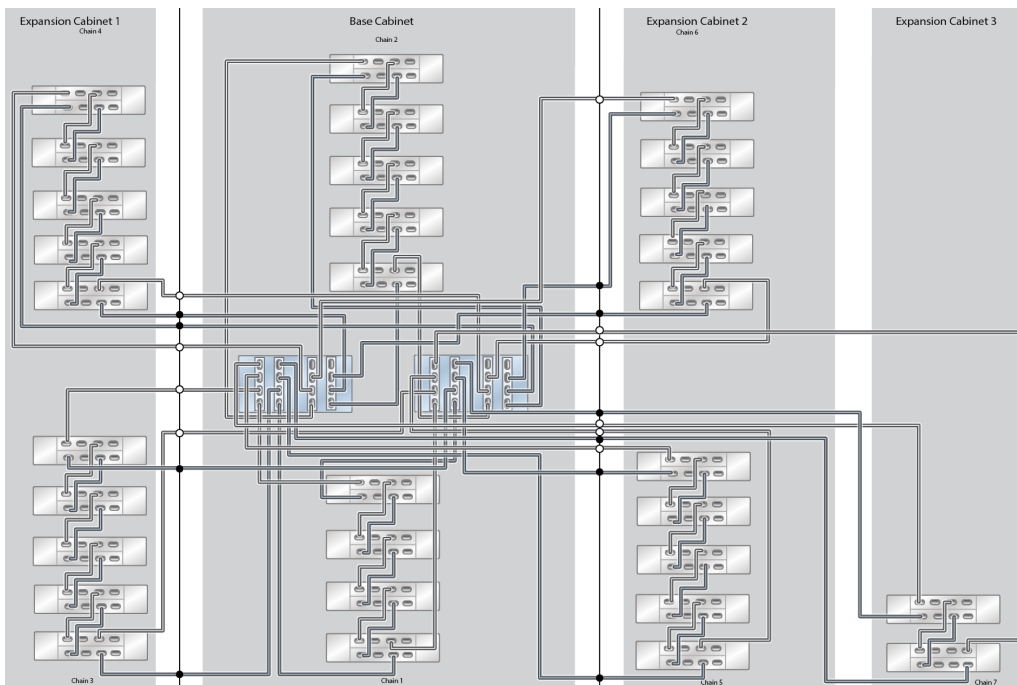 Expansion Cabinet 1
Chain 4
Base Cabinet
Chain 2
Expansion Cabinet 2
Chain 6
Expansion Cabinet 3
Chain 3
Chain 1
Chain 5
Chain 7